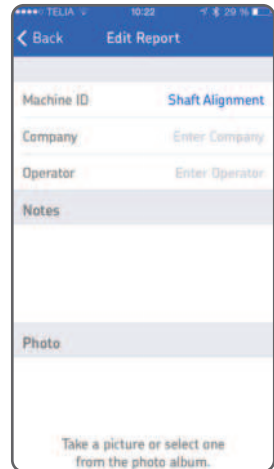 TELIA 10:22 29 %
Back Edit Report
Machine ID Shaft Alignment
Company Enter Company
Operator Enter Operator
Notes
Photo
Take a picture or select one
from the photo album.